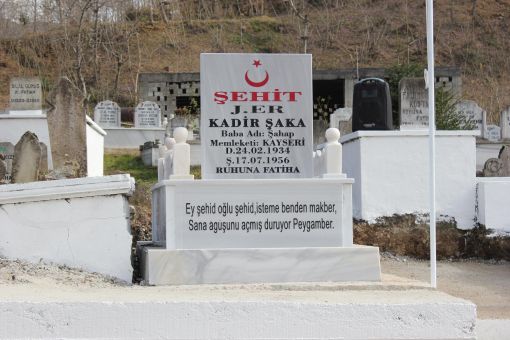 ŞEHİT
J.ER
KADİR ŞAKA
Baba Adı: Şahap
Memleketi: KAYSERİ
D.24.02.1934
Ş.17.07.1956
RUHUNA FATİHA
Ey şehid oğlu şehid,isteme benden makber,
Sana aguşunu açmış duruyor Peygamber.